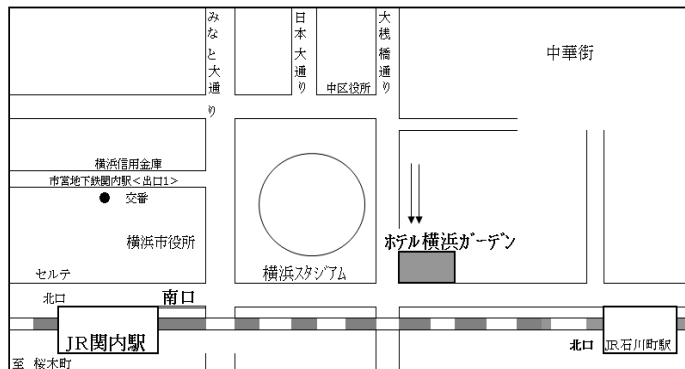 みなと大通り
日本大通り
大桟橋通り
中華街
中区役所
横浜信用金庫
市営地下鉄関内駅<出口1>
交番
横浜市役所
ホテル横浜ガーデン
セルテ
横浜スタジアム
北口
南口
JR関内駅
北口
JR石川町駅
至 桜木町